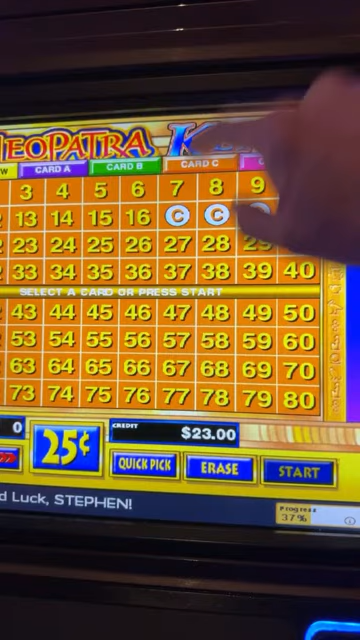 CLEOPATRA K
W CARD A CARD B CARD C
3 4 5 6 7 8 9
13 14 15 16 C C
23 24 25 26 27 28 29
33 34 35 36 37 38 39 40
SELECT A CARD OR PRESS START
43 44 45 46 47 48 49 50
53 54 55 56 57 58 59 60
63 64 65 66 67 68 69 70
73 74 75 76 77 78 79 80
0 25¢ CREDIT $23.00
QUICK PICK ERASE START
d Luck, STEPHEN!
Progress
37%